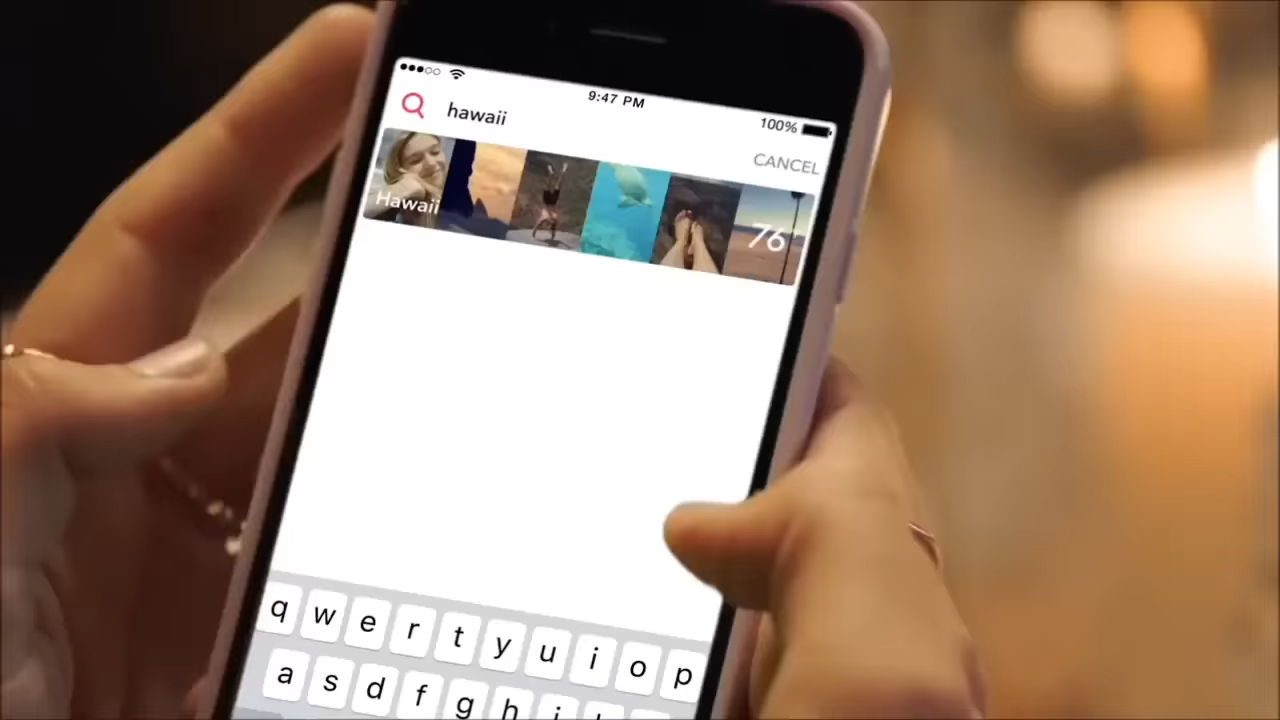 9:47 PM
100%
hawaii
CANCEL
Hawaii
76
q w e r t y u i o p
a s d f g h j